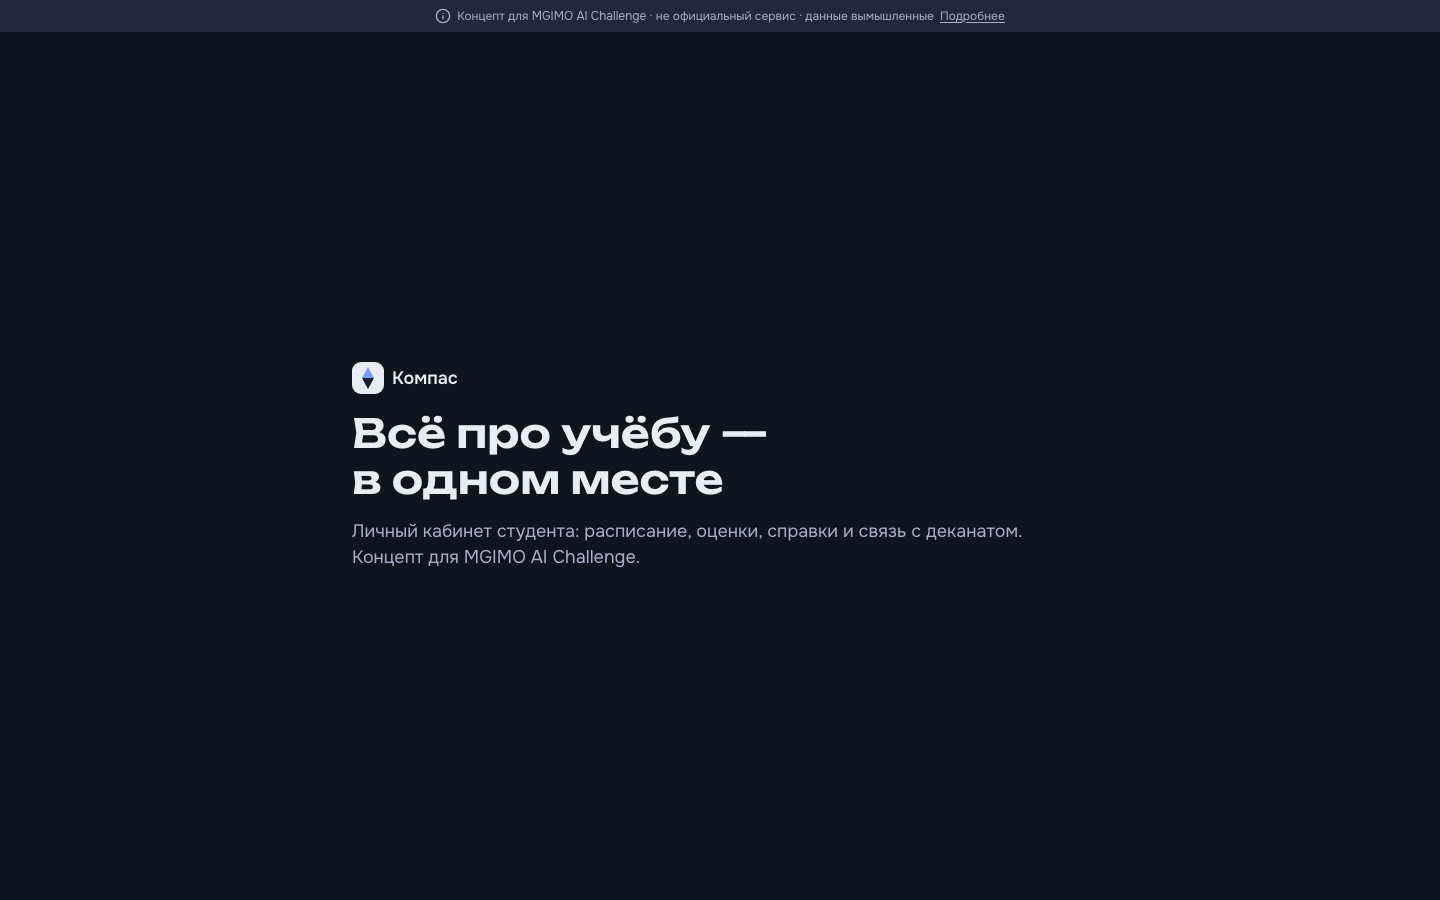 Концепт для MGIMO AI Challenge · не официальный сервис · данные вымышленные Подробнее
Компас
Всё про учёбу —
в одном месте
Личный кабинет студента: расписание, оценки, справки и связь с деканатом.
Концепт для MGIMO AI Challenge.